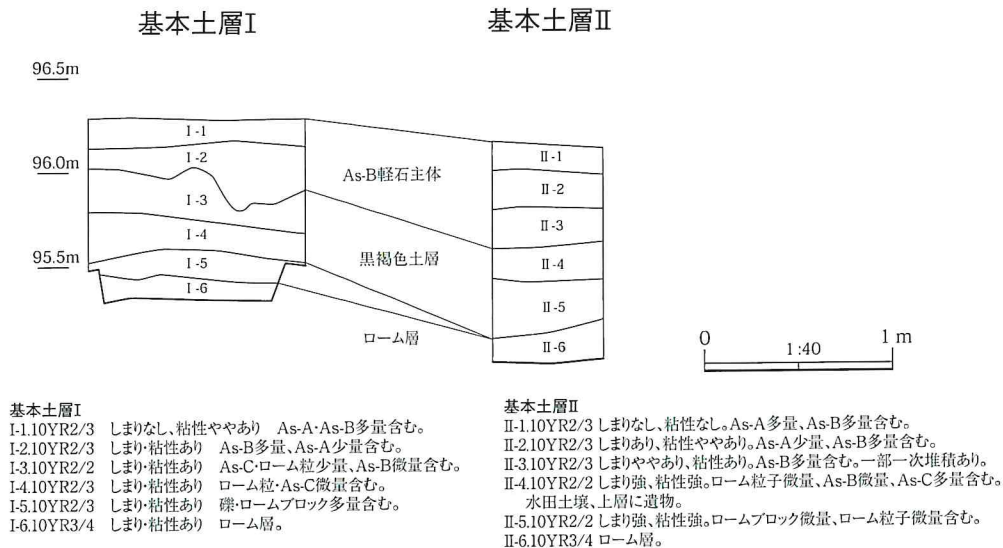 基本土層Ⅰ
基本土層Ⅱ
96.5m
96.0m
95.5m
Ⅰ-1
Ⅰ-2
Ⅰ-3
Ⅰ-4
Ⅰ-5
Ⅰ-6
As-B軽石主体
黒褐色土層
ローム層
Ⅱ-1
Ⅱ-2
Ⅱ-3
Ⅱ-4
Ⅱ-5
Ⅱ-6
0 1:40 1 m
基本土層Ⅰ
Ⅰ-1.10YR2/3 しまりなし、粘性ややあり As-A・As-B多量含む。
Ⅰ-2.10YR2/3 しまり・粘性あり As-B多量、As-A少量含む。
Ⅰ-3.10YR2/2 しまり・粘性あり As-C・ローム粒少量、As-B微量含む。
Ⅰ-4.10YR2/3 しまり・粘性あり ローム粒・As-C微量含む。
Ⅰ-5.10YR2/3 しまり・粘性あり 礫・ロームブロック多量含む。
Ⅰ-6.10YR3/4 しまり・粘性あり ローム層。
基本土層Ⅱ
Ⅱ-1.10YR2/3 しまりなし、粘性なし。As-A多量、As-B多量含む。
Ⅱ-2.10YR2/3 しまりあり、粘性ややあり。As-A少量、As-B多量含む。
Ⅱ-3.10YR2/3 しまりややあり、粘性あり。As-B多量含む。一部一次堆積あり。
Ⅱ-4.10YR2/2 しまり強、粘性強。ローム粒子微量、As-B微量、As-C多量含む。
水田土壌、上層に遺物。
Ⅱ-5.10YR2/2 しまり強、粘性強。ロームブロック微量、ローム粒子微量含む。
Ⅱ-6.10YR3/4 ローム層。